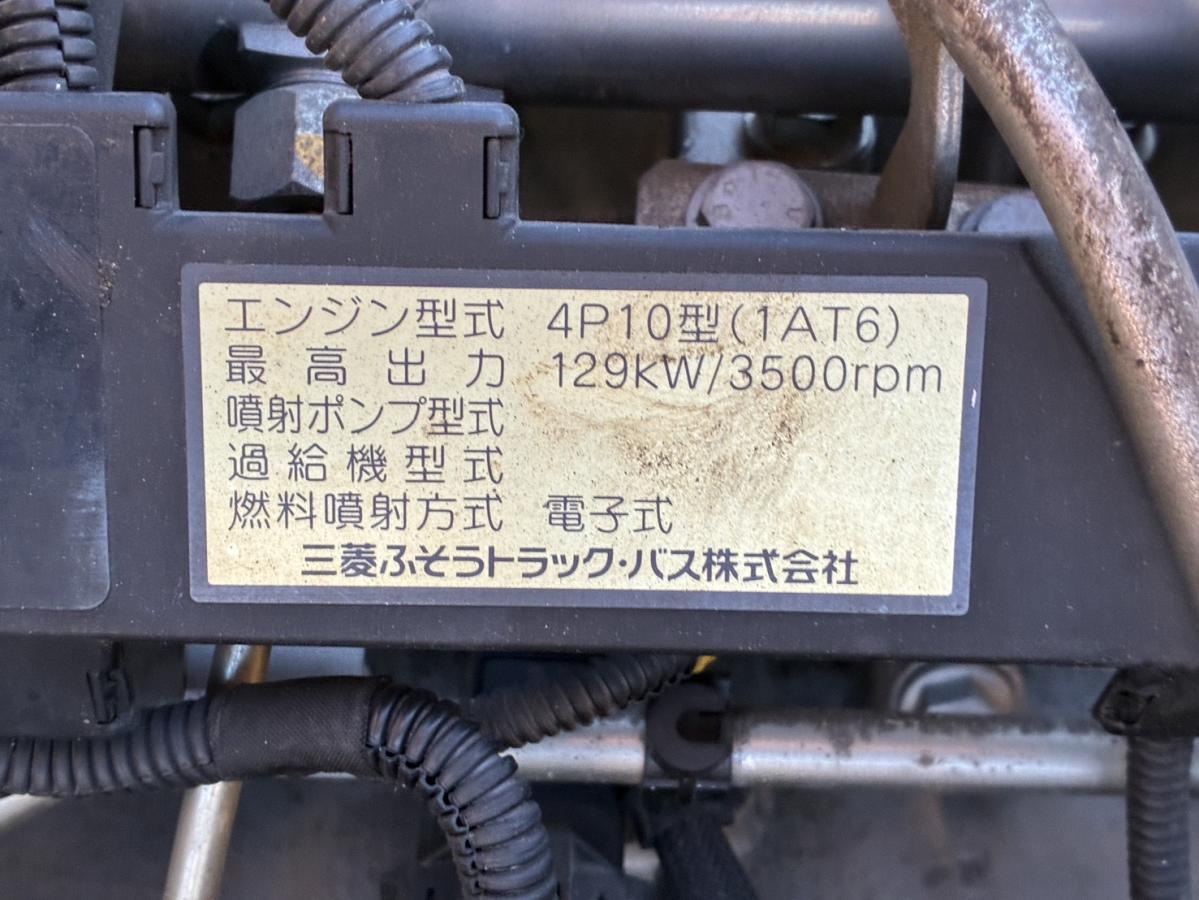 エンジン型式 4P10型(1AT6)
最高出力 129kW/3500rpm
噴射ポンプ型式
過給機型式
燃料噴射方式 電子式
三菱ふそうトラック・バス株式会社